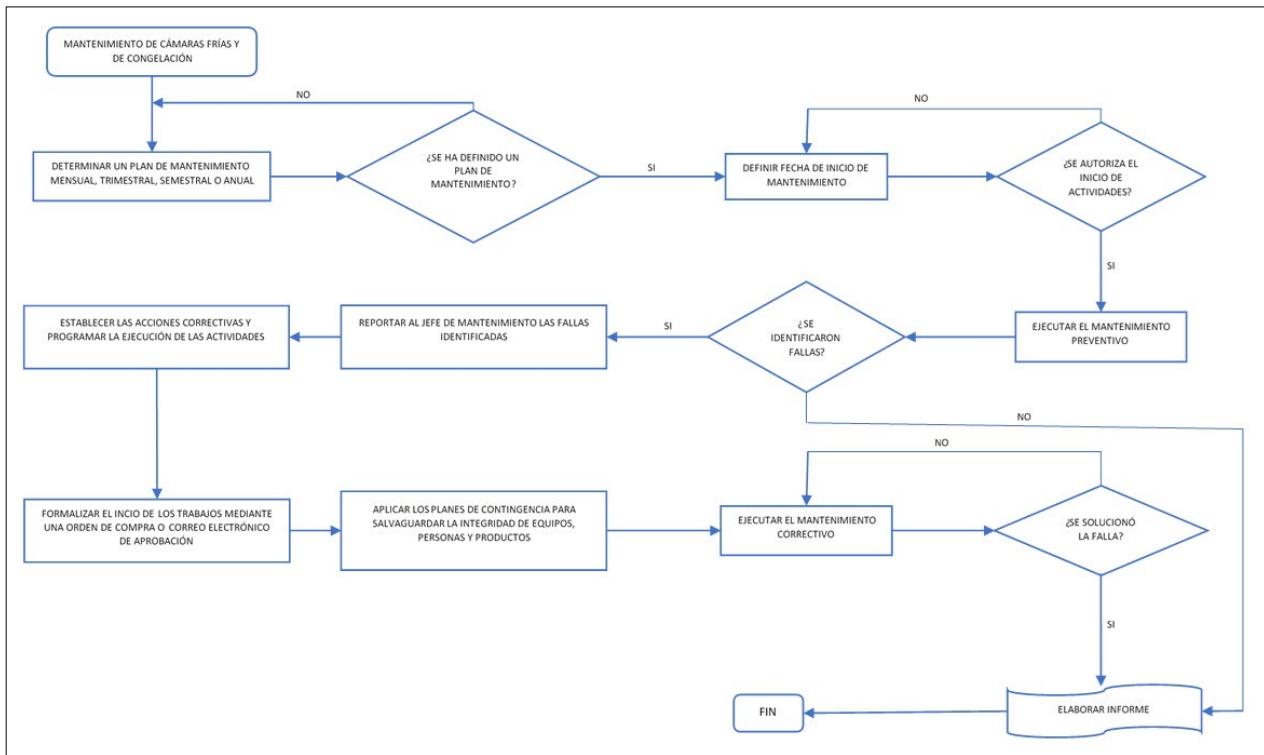 MANTENIMIENTO DE CÁMARAS FRÍAS Y
DE CONGELACIÓN
NO
DETERMINAR UN PLAN DE MANTENIMIENTO
MENSUAL, TRIMESTRAL, SEMESTRAL O ANUAL
¿SE HA DEFINIDO UN
PLAN DE
MANTENIMIENTO?
SI
DEFINIR FECHA DE INICIO DE
MANTENIMIENTO
NO
¿SE AUTORIZA EL
INICIO DE
ACTIVIDADES?
SI
EJECUTAR EL MANTENIMIENTO
PREVENTIVO
¿SE
IDENTIFICARON
FALLAS?
SI
REPORTAR AL JEFE DE MANTENIMIENTO LAS FALLAS
IDENTIFICADAS
ESTABLECER LAS ACCIONES CORRECTIVAS Y
PROGRAMAR LA EJECUCIÓN DE LAS ACTIVIDADES
NO
FORMALIZAR EL INCIO DE LOS TRABAJOS MEDIANTE
UNA ORDEN DE COMPRA O CORREO ELECTRÓNICO
DE APROBACIÓN
APLICAR LOS PLANES DE CONTINGENCIA PARA
SALVAGUARDAR LA INTEGRIDAD DE EQUIPOS,
PERSONAS Y PRODUCTOS
EJECUTAR EL MANTENIMIENTO
CORRECTIVO
NO
¿SE SOLUCIONÓ
LA FALLA?
SI
ELABORAR INFORME
FIN